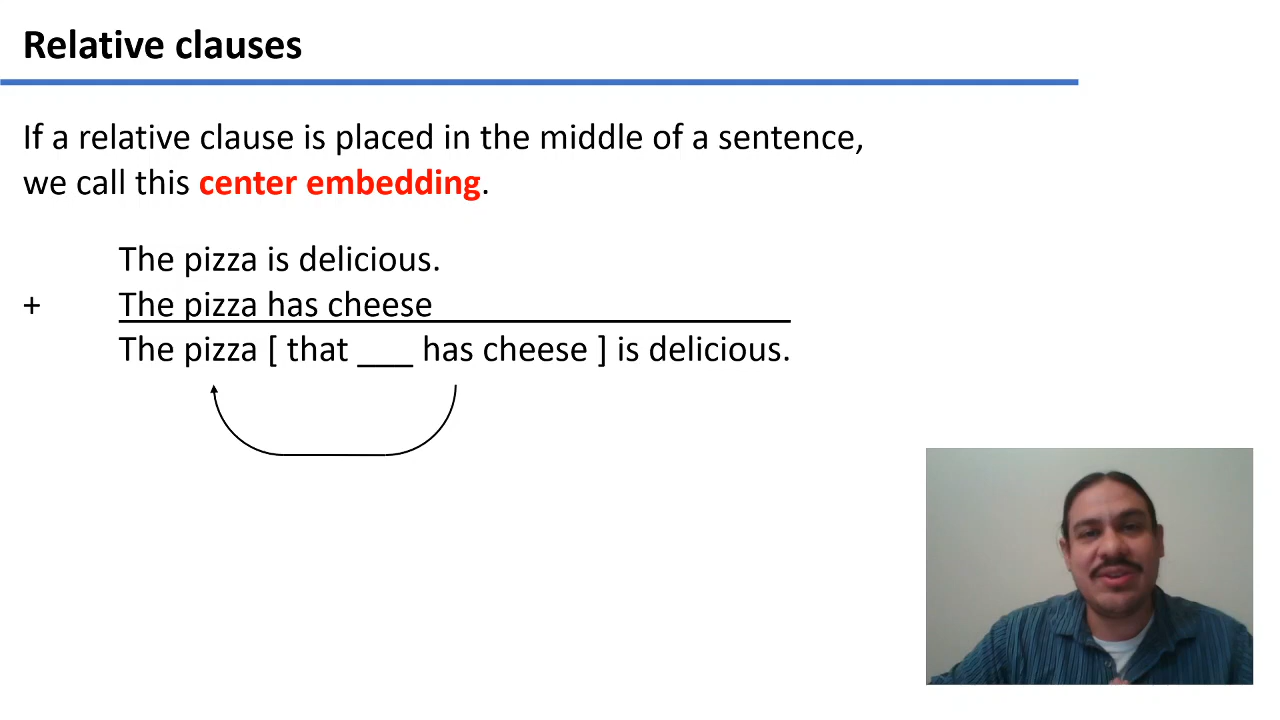 Relative clauses
If a relative clause is placed in the middle of a sentence,
we call this center embedding.
The pizza is delicious.
+ The pizza has cheese
The pizza [ that ___ has cheese ] is delicious.